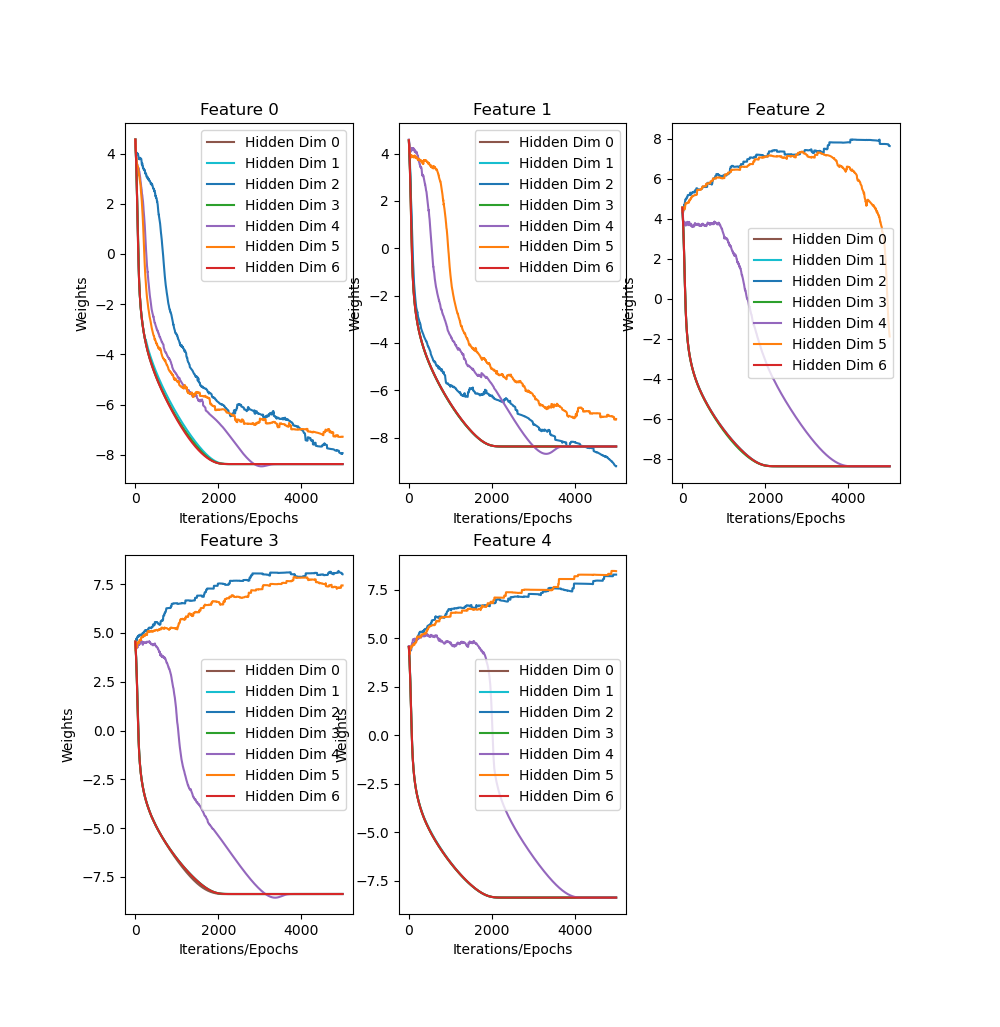 Feature 0
Weights
4
2
0
−2
−4
−6
−8
Hidden Dim 0
Hidden Dim 1
Hidden Dim 2
Hidden Dim 3
Hidden Dim 4
Hidden Dim 5
Hidden Dim 6
0 2000 4000
Iterations/Epochs
Feature 1
Weights
4
2
0
−2
−4
−6
−8
Hidden Dim 0
Hidden Dim 1
Hidden Dim 2
Hidden Dim 3
Hidden Dim 4
Hidden Dim 5
Hidden Dim 6
0 2000 4000
Iterations/Epochs
Feature 2
Weights
8
6
4
2
0
−2
−4
−6
−8
Hidden Dim 0
Hidden Dim 1
Hidden Dim 2
Hidden Dim 3
Hidden Dim 4
Hidden Dim 5
Hidden Dim 6
0 2000 4000
Iterations/Epochs
Feature 3
Weights
7.5
5.0
2.5
0.0
−2.5
−5.0
−7.5
Hidden Dim 0
Hidden Dim 1
Hidden Dim 2
Hidden Dim 3
Hidden Dim 4
Hidden Dim 5
Hidden Dim 6
0 2000 4000
Iterations/Epochs
Feature 4
Weights
7.5
5.0
2.5
0.0
−2.5
−5.0
−7.5
Hidden Dim 0
Hidden Dim 1
Hidden Dim 2
Hidden Dim 3
Hidden Dim 4
Hidden Dim 5
Hidden Dim 6
0 2000 4000
Iterations/Epochs